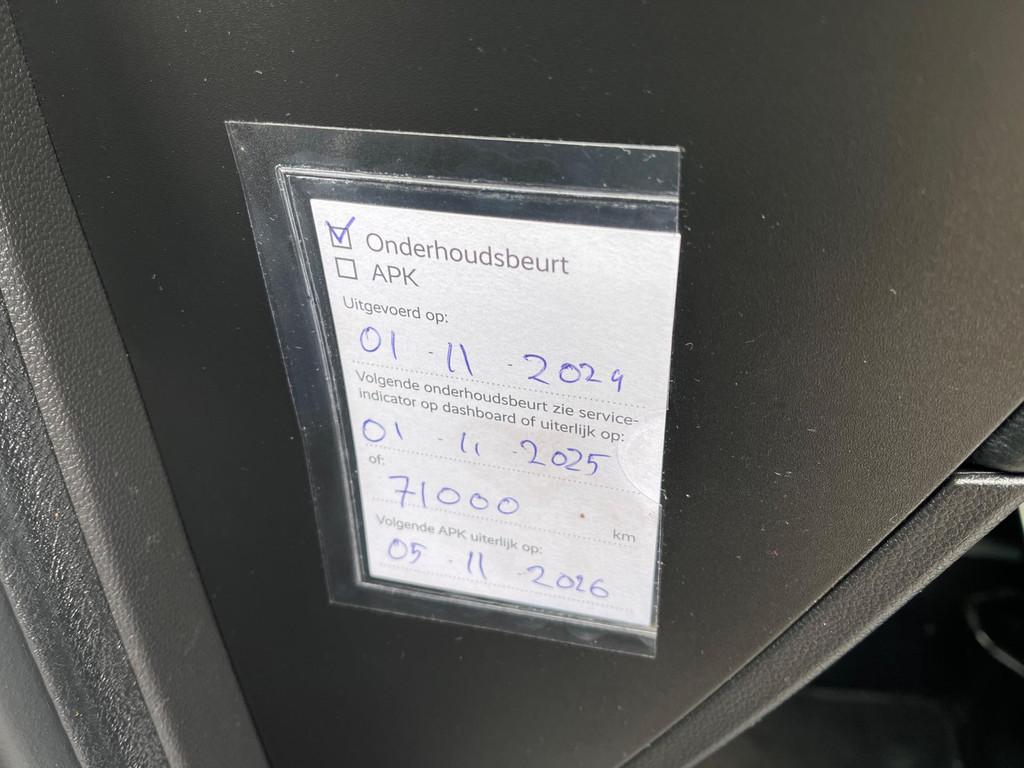 Onderhoudsbeurt
APK
Uitgevoerd op:
01 - 11 - 2024
Volgende onderhoudsbeurt zie service-
indicator op dashboard of uiterlijk op:
01 - 11 - 2025
of:
71000 km
Volgende APK uiterlijk op:
05 - 11 - 2026